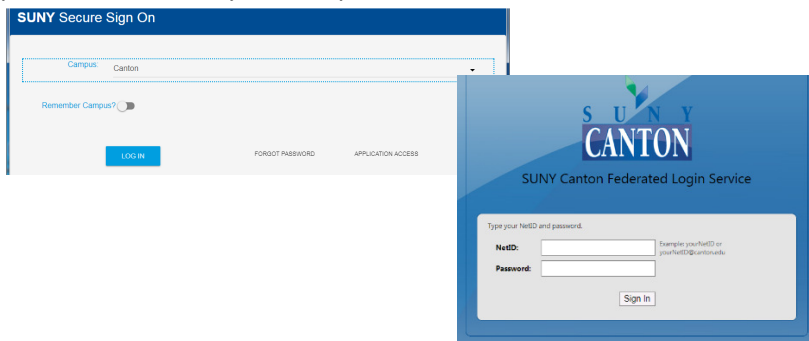 SUNY Secure Sign On
Campus
Canton
Remember Campus?
LOG IN
FORGOT PASSWORD
APPLICATION ACCESS
SUNY
CANTON
SUNY Canton Federated Login Service
Type your NetID and password.
NetID:
Example: yourNetID or
yourNetID@canton.edu
Password:
Sign In